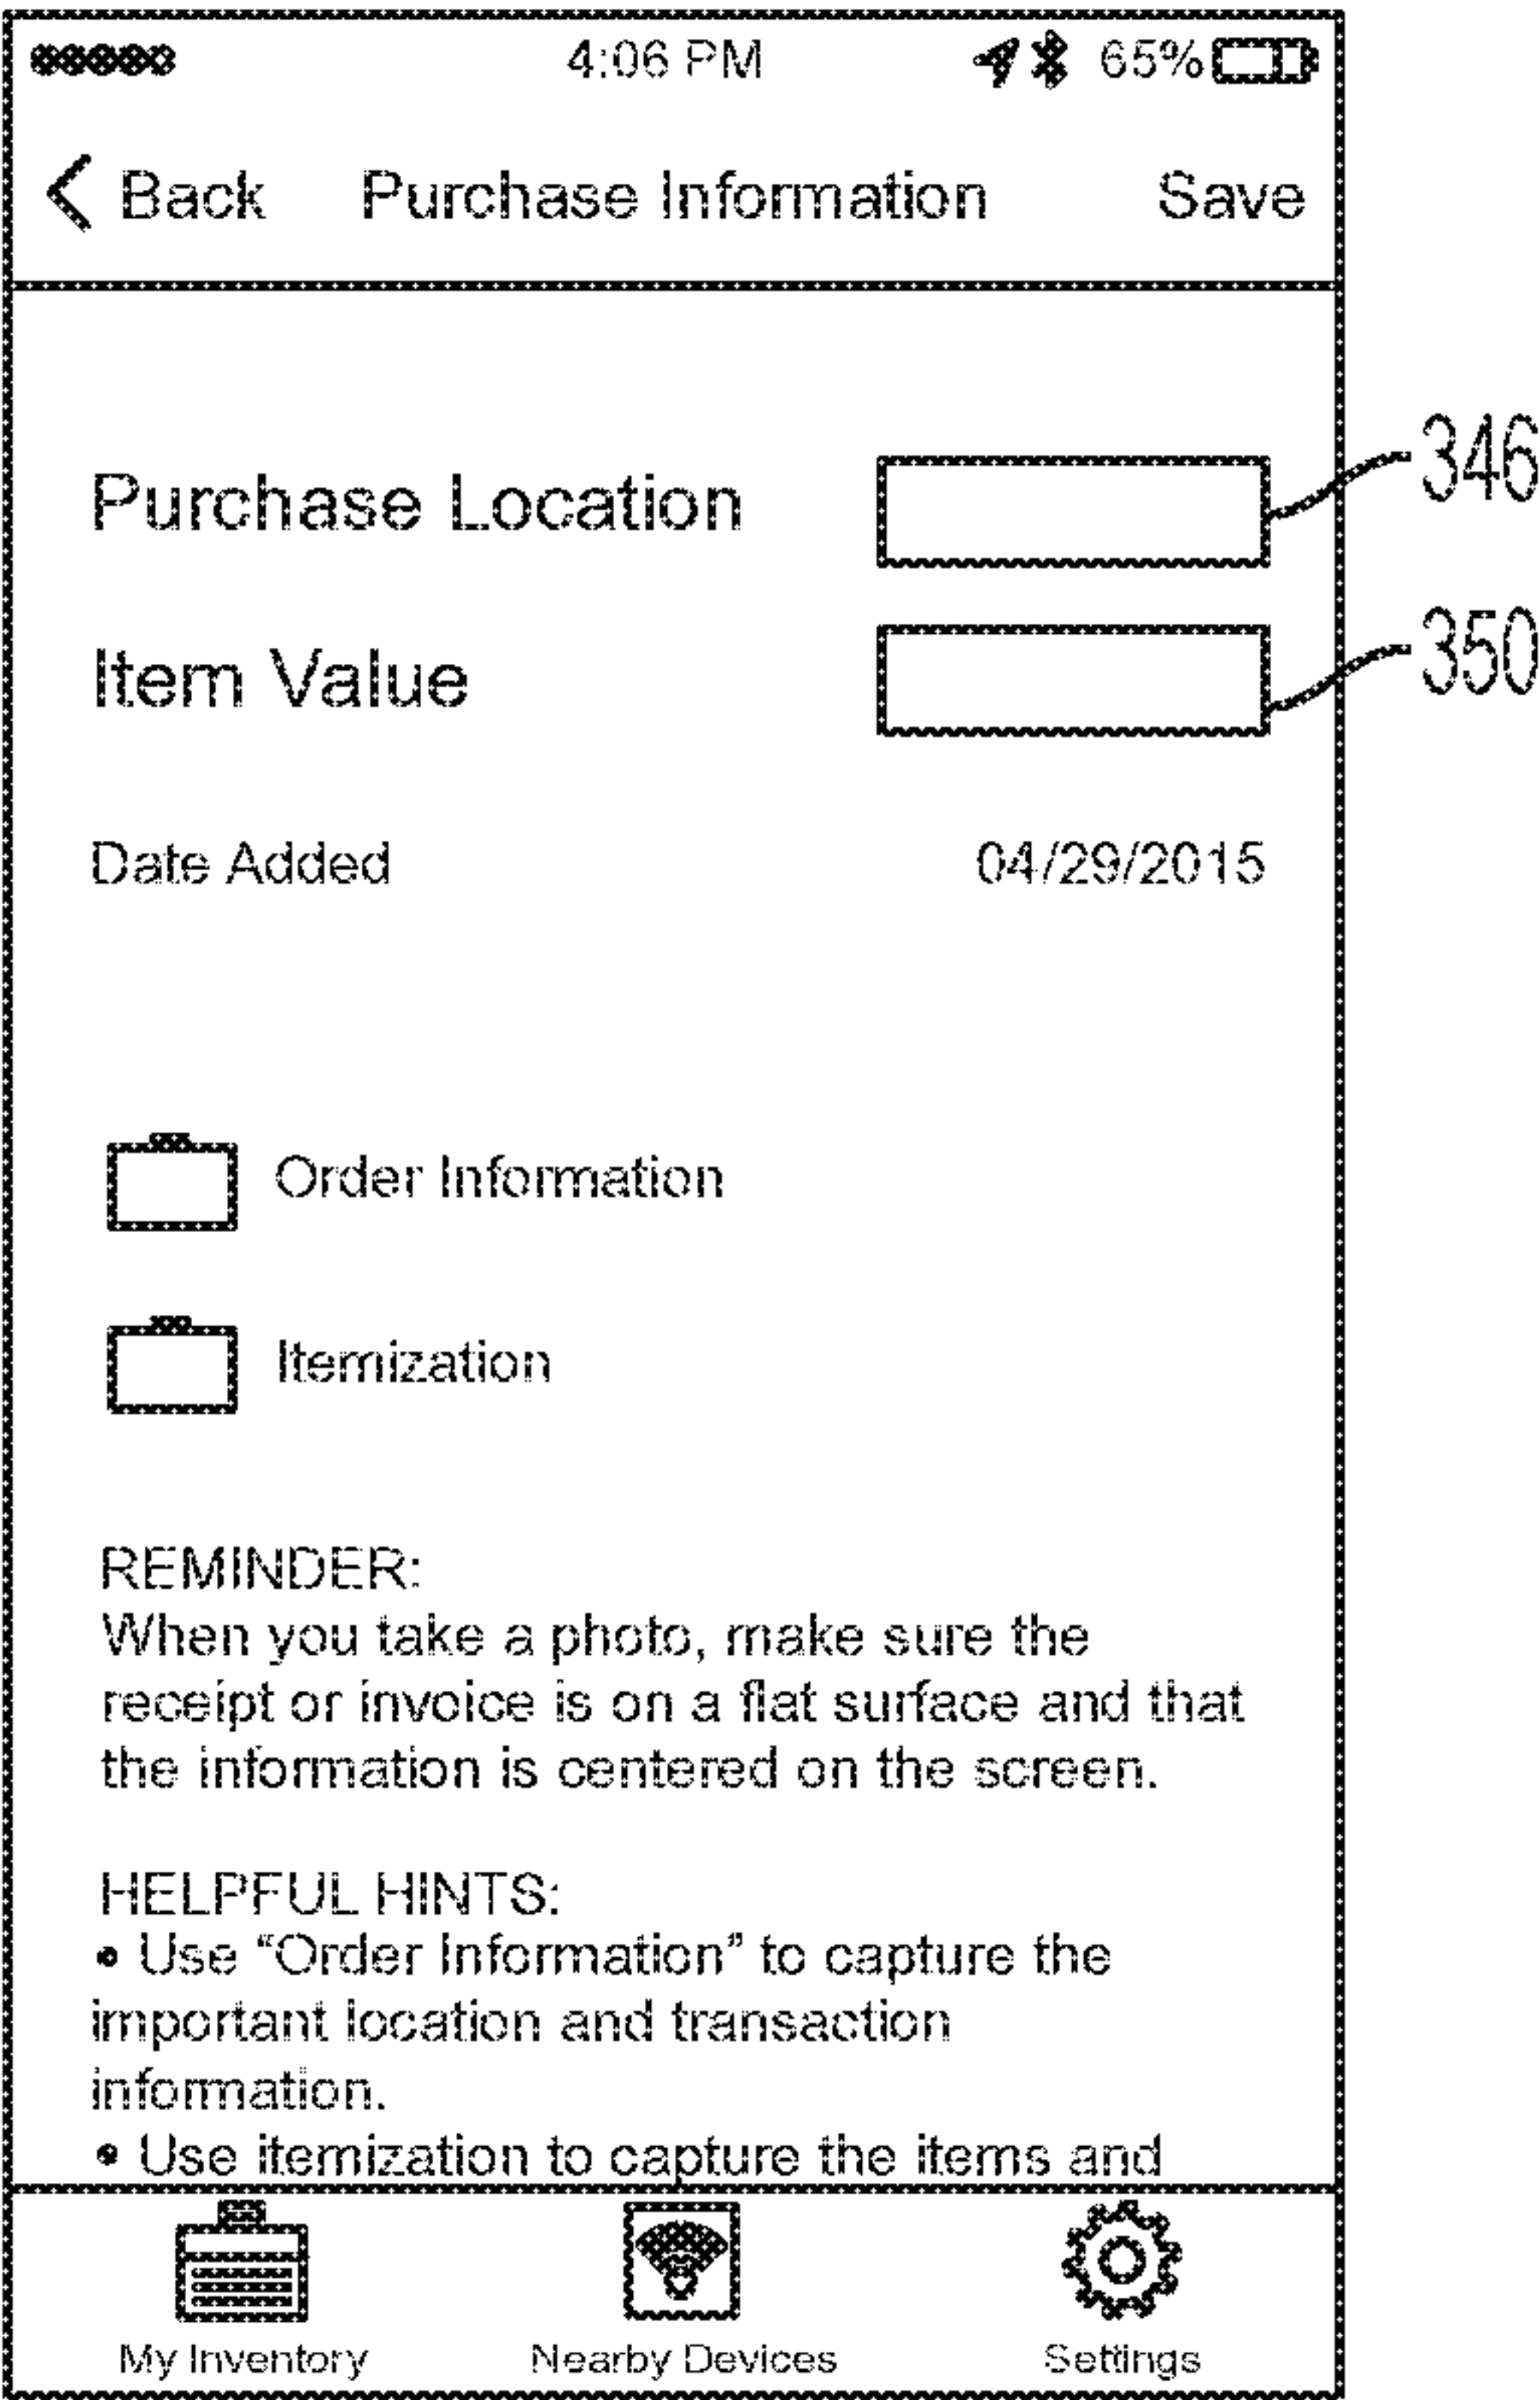 4:06 PM 65%
Back Purchase Information Save
Purchase Location 346
Item Value 350
Date Added 04/29/2015
Order Information
Itemization
REMINDER:
When you take a photo, make sure the
receipt or invoice is on a flat surface and that
the information is centered on the screen.
HELPFUL HINTS:
• Use “Order Information” to capture the
important location and transaction
information.
• Use itemization to capture the items and
My Inventory Nearby Devices Settings